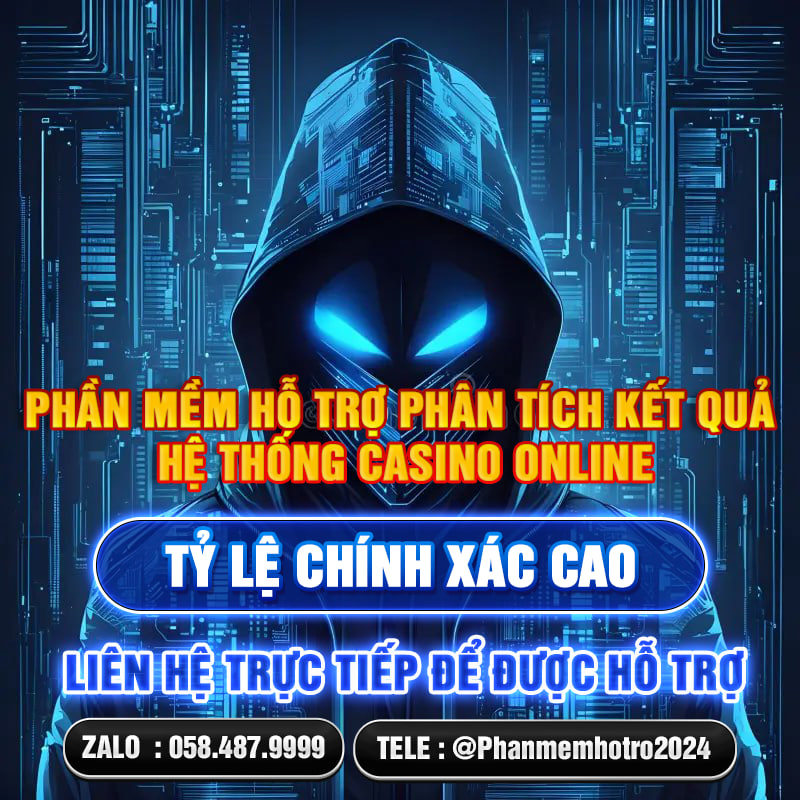 PHẦN MỀM HỖ TRỢ PHÂN TÍCH KẾT QUẢ
HỆ THỐNG CASINO ONLINE
TỶ LỆ CHÍNH XÁC CAO
LIÊN HỆ TRỰC TIẾP ĐỂ ĐƯỢC HỖ TRỢ
ZALO : 058.487.9999
TELE : @Phanmemhotro2024